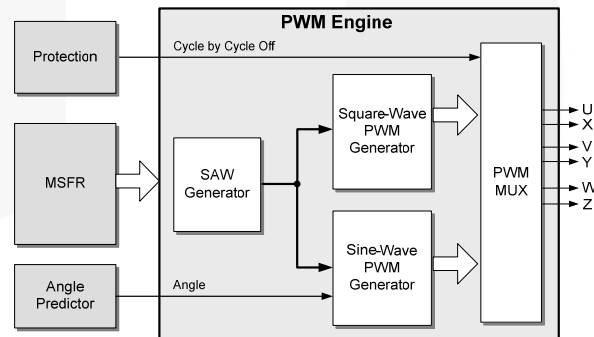 PWM Engine
Protection
Cycle by Cycle Off
MSFR
SAW
Generator
Square-Wave
PWM
Generator
Sine-Wave
PWM
Generator
PWM
MUX
U
X
V
Y
W
Z
Angle
Predictor
Angle